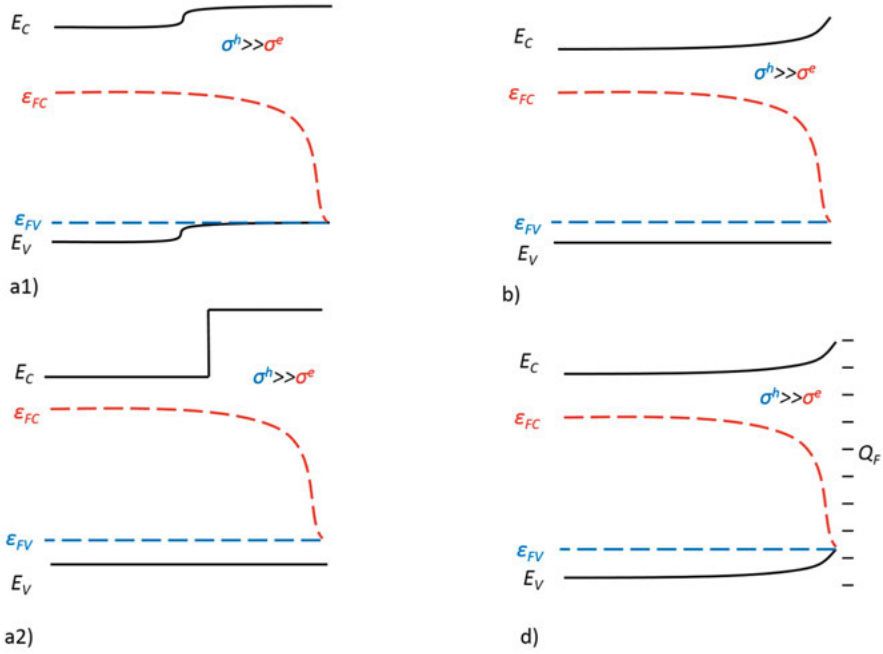 E_C
σ^h>>σ^e
ε_FC
ε_FV
E_V
a1)
E_C
σ^h>>σ^e
ε_FC
ε_FV
E_V
b)
E_C
σ^h>>σ^e
ε_FC
ε_FV
E_V
a2)
E_C
σ^h>>σ^e
ε_FC
Q_F
ε_FV
E_V
d)